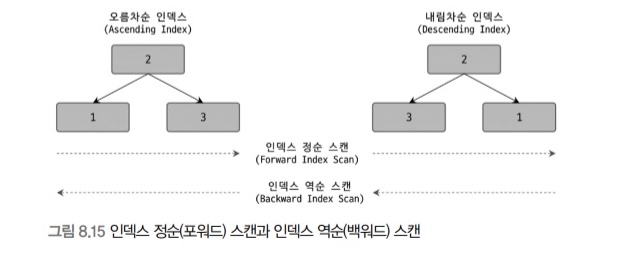 오름차순 인덱스
(Ascending Index)
내림차순 인덱스
(Descending Index)
2
1
3
2
3
1
인덱스 정순 스캔
(Forward Index Scan)
인덱스 역순 스캔
(Backward Index Scan)
그림 8.15 인덱스 정순(포워드) 스캔과 인덱스 역순(백워드) 스캔